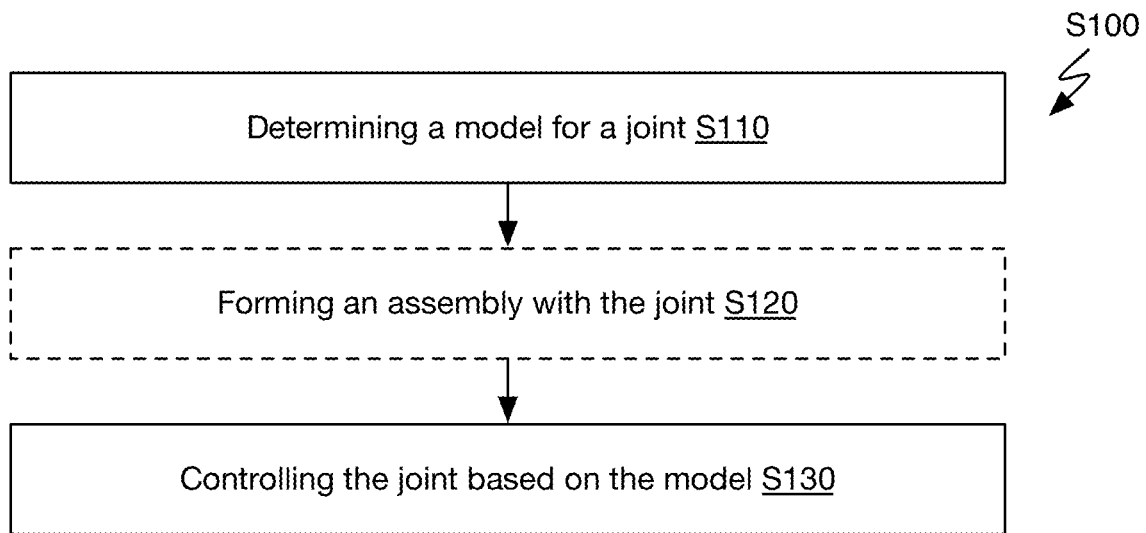 S100
Determining a model for a joint S110
Forming an assembly with the joint S120
Controlling the joint based on the model S130